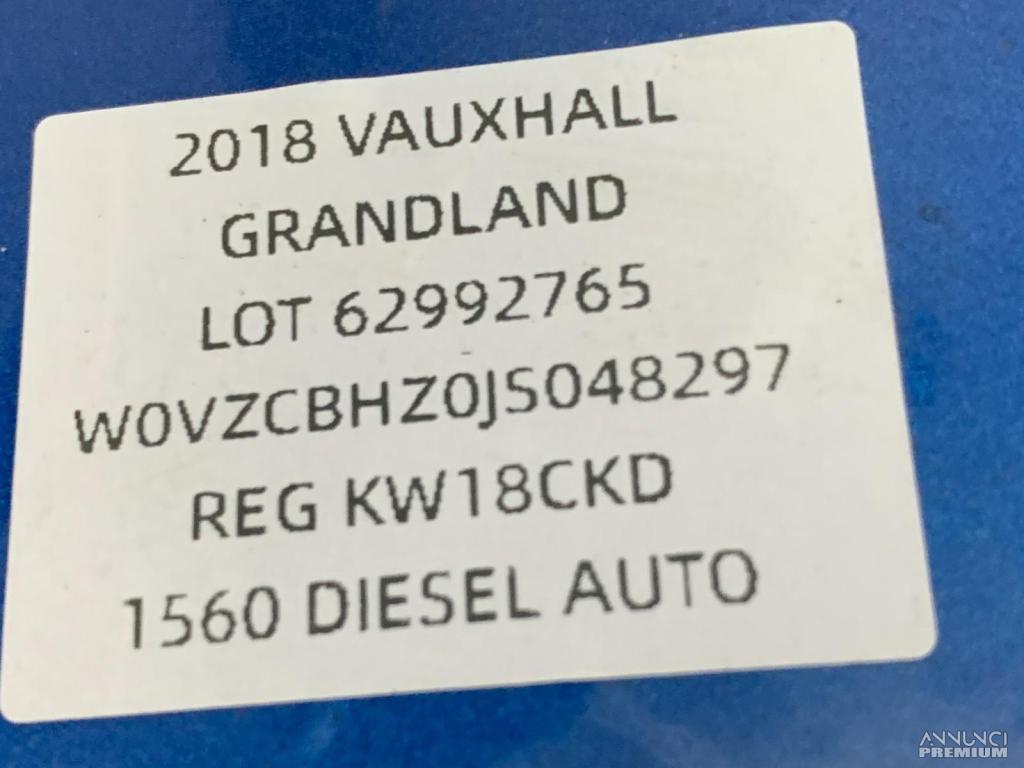 2018 VAUXHALL
GRANDLAND
LOT 62992765
W0VZCBHZ0JS048297
REG KW18CKD
1560 DIESEL AUTO
ANNUNCI
PREMIUM